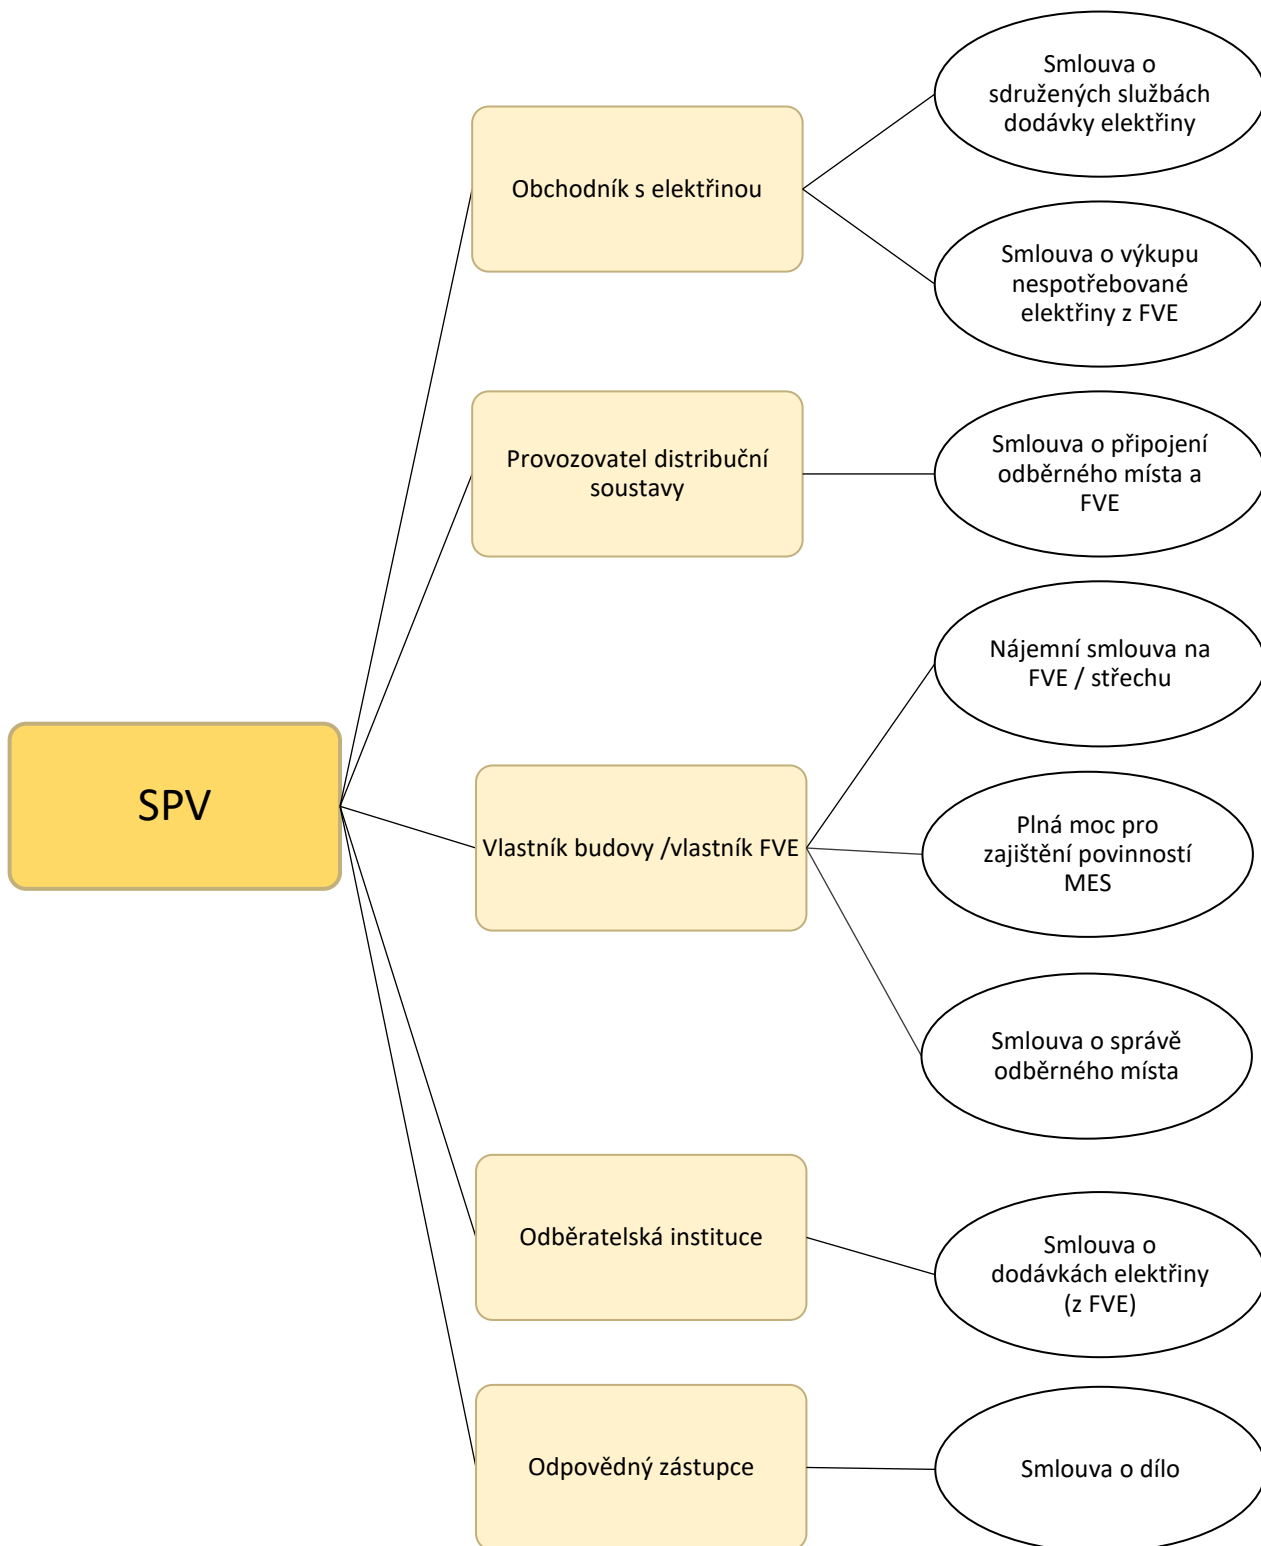 SPV
Obchodník s elektřinou
Smlouva o
sdružených službách
dodávky elektřiny
Smlouva o výkupu
nespotřebované
elektřiny z FVE
Provozovatel distribuční
soustavy
Smlouva o připojení
odběrného místa a
FVE
Vlastník budovy /vlastník FVE
Nájemní smlouva na
FVE / střechu
Plná moc pro
zajištění povinností
MES
Smlouva o správě
odběrného místa
Odběratelská instituce
Smlouva o
dodávkách elektřiny
(z FVE)
Odpovědný zástupce
Smlouva o dílo